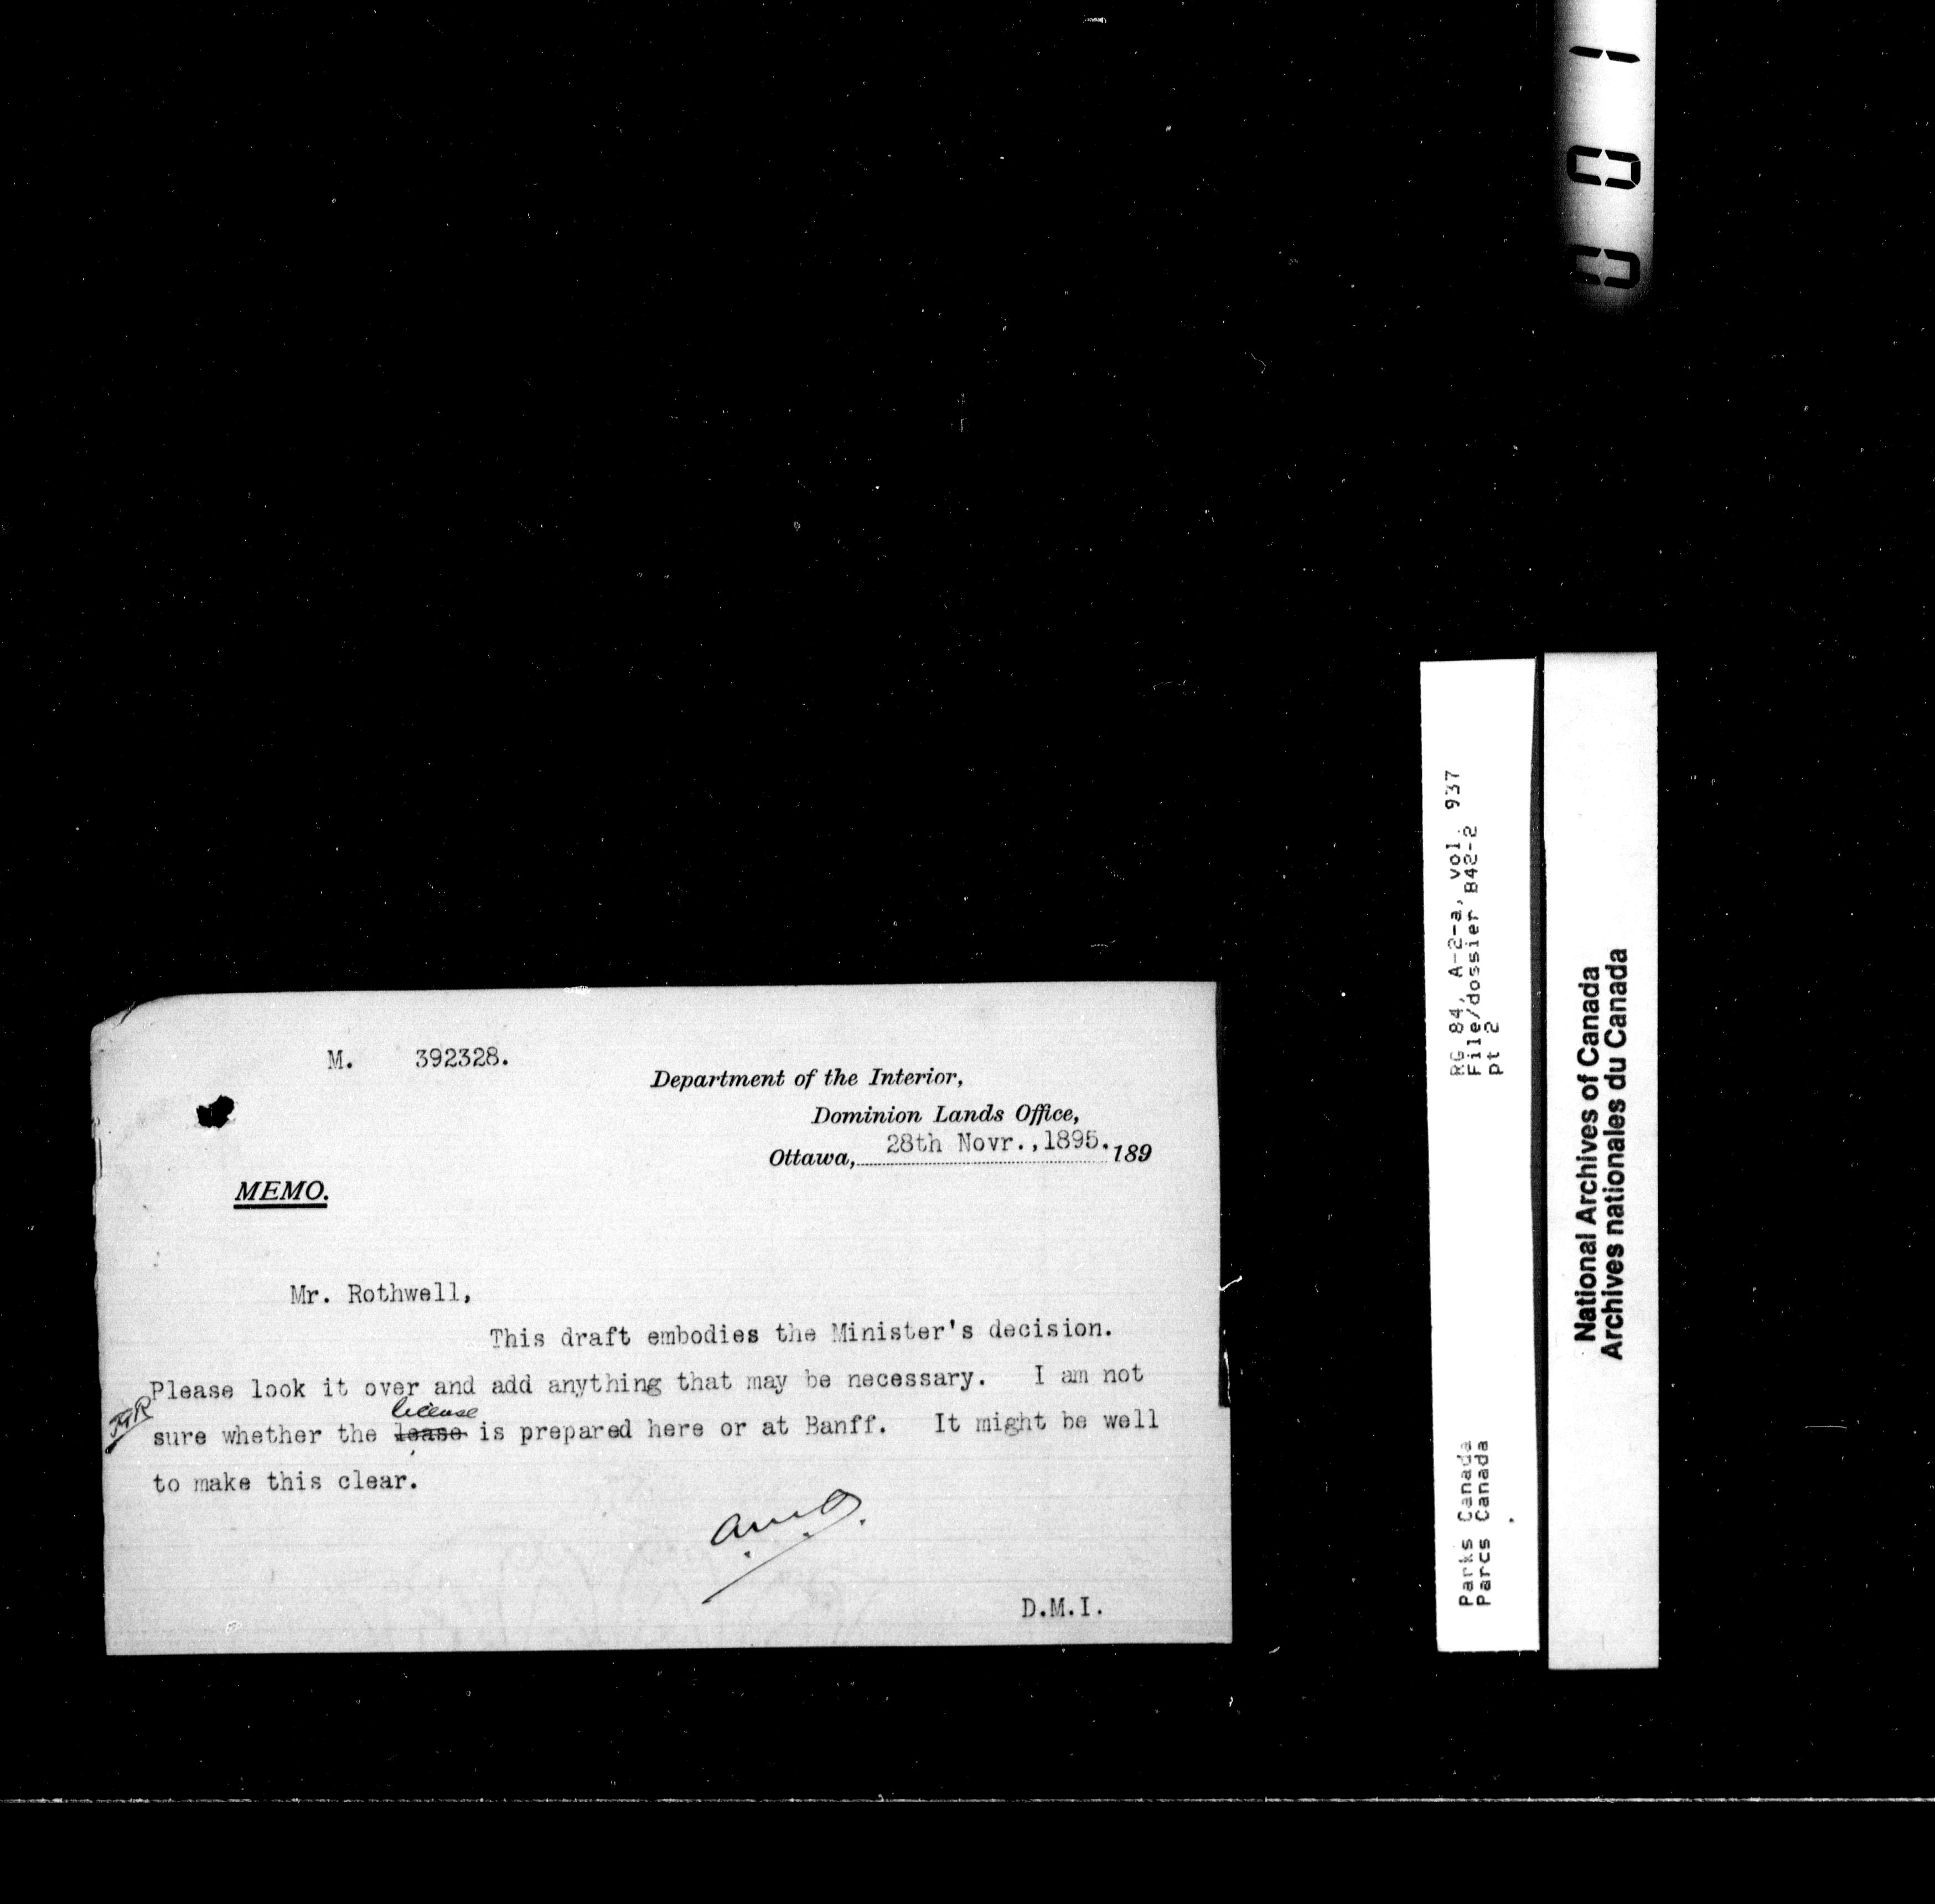 M. 392328.
Department of the Interior,
Dominion Lands Office,
Ottawa, 28th Novr.,1895. 189
MEMO.
Mr. Rothwell,
This draft embodies the Minister's decision.
Please look it over and add anything that may be necessary. I am not
license
sure whether the lease is prepared here or at Banff. It might be well
to make this clear.
D.M.I.
RG 84, A-2-a, vol. 937
File/dossier B42-2
pt 2
Parks Canada
Parcs Canada
National Archives of Canada
Archives nationales du Canada
001